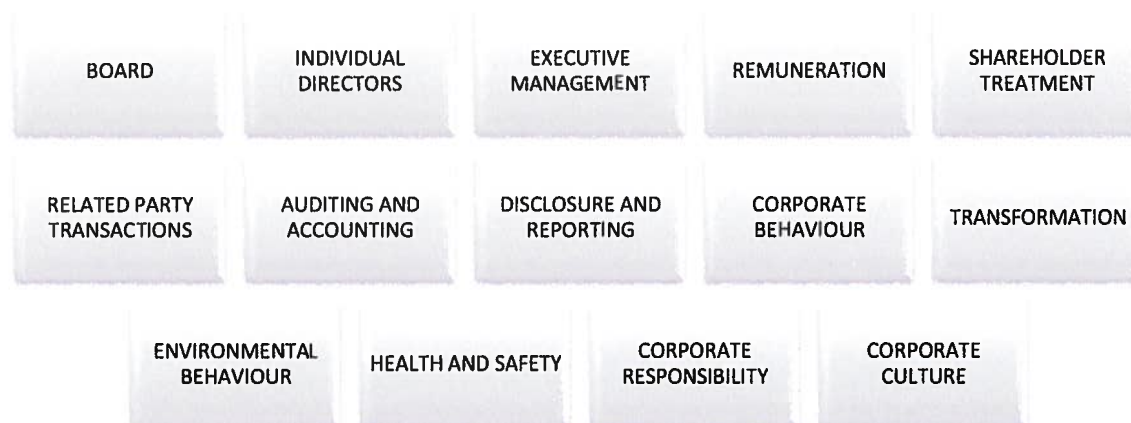 BOARD
INDIVIDUAL
DIRECTORS
EXECUTIVE
MANAGEMENT
REMUNERATION
SHAREHOLDER
TREATMENT
RELATED PARTY
TRANSACTIONS
AUDITING AND
ACCOUNTING
DISCLOSURE AND
REPORTING
CORPORATE
BEHAVIOUR
TRANSFORMATION
ENVIRONMENTAL
BEHAVIOUR
HEALTH AND SAFETY
CORPORATE
RESPONSIBILITY
CORPORATE
CULTURE